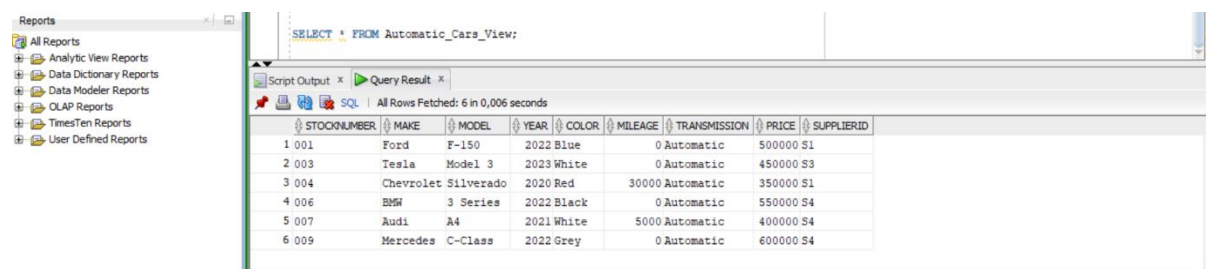 Reports
All Reports
Analytic View Reports
Data Dictionary Reports
Data Modeler Reports
OLAP Reports
TimesTen Reports
User Defined Reports
SELECT * FROM Automatic_Cars_View;
Script Output × Query Result ×
SQL | All Rows Fetched: 6 in 0,006 seconds
STOCKNUMBER MAKE MODEL YEAR COLOR MILEAGE TRANSMISSION PRICE SUPPLIERID
1 001 Ford F-150 2022 Blue 0 Automatic 500000 S1
2 003 Tesla Model 3 2023 White 0 Automatic 450000 S3
3 004 Chevrolet Silverado 2020 Red 30000 Automatic 350000 S1
4 006 BMW 3 Series 2022 Black 0 Automatic 550000 S4
5 007 Audi A4 2021 White 5000 Automatic 400000 S4
6 009 Mercedes C-Class 2022 Grey 0 Automatic 600000 S4